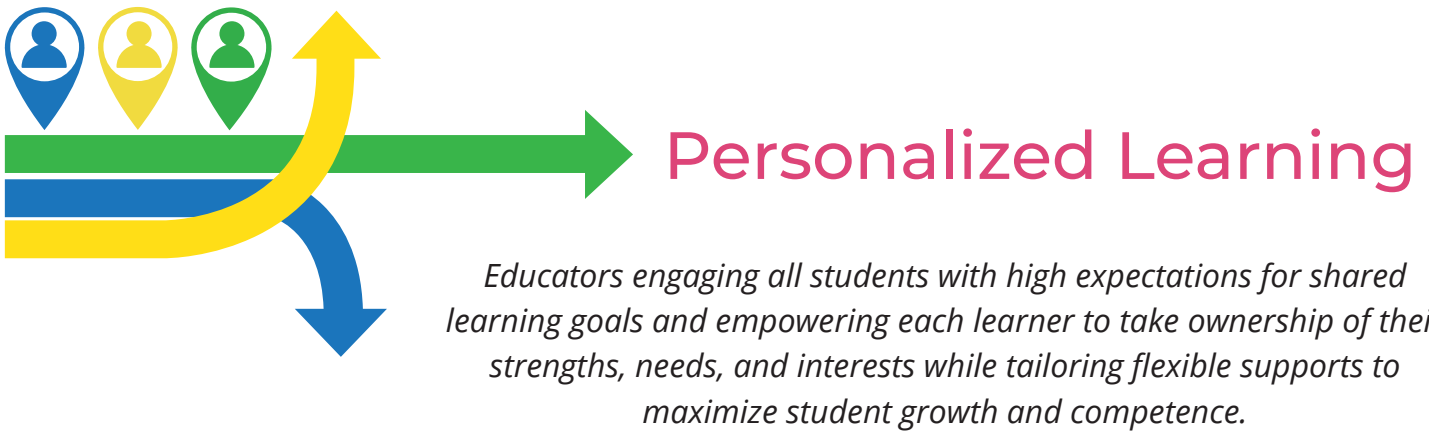 Personalized Learning
Educators engaging all students with high expectations for shared
learning goals and empowering each learner to take ownership of their
strengths, needs, and interests while tailoring flexible supports to
maximize student growth and competence.